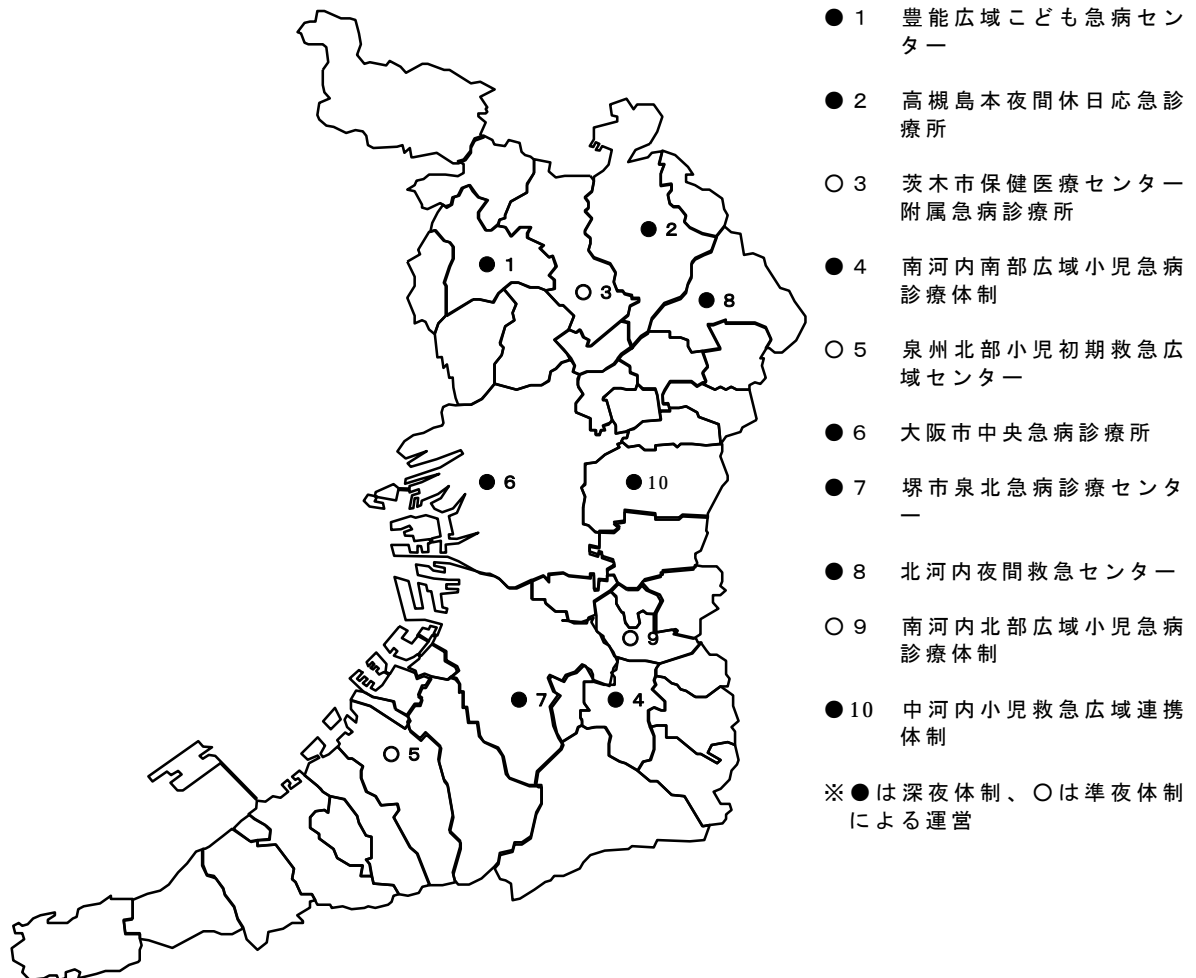 ●1 豊能広域こども急病セン
ター
●2 高槻島本夜間休日応急診
療所
○3 茨木市保健医療センター
附属急病診療所
●4 南河内南部広域小児急病
診療体制
○5 泉州北部小児初期救急広
域センター
●6 大阪市中央急病診療所
●7 堺市泉北急病診療センタ
ー
●8 北河内夜間救急センター
○9 南河内北部広域小児急病
診療体制
●10 中河内小児救急広域連携
体制
※●は深夜体制、○は準夜体制
による運営
2
1
3
8
6
10
9
7
4
5